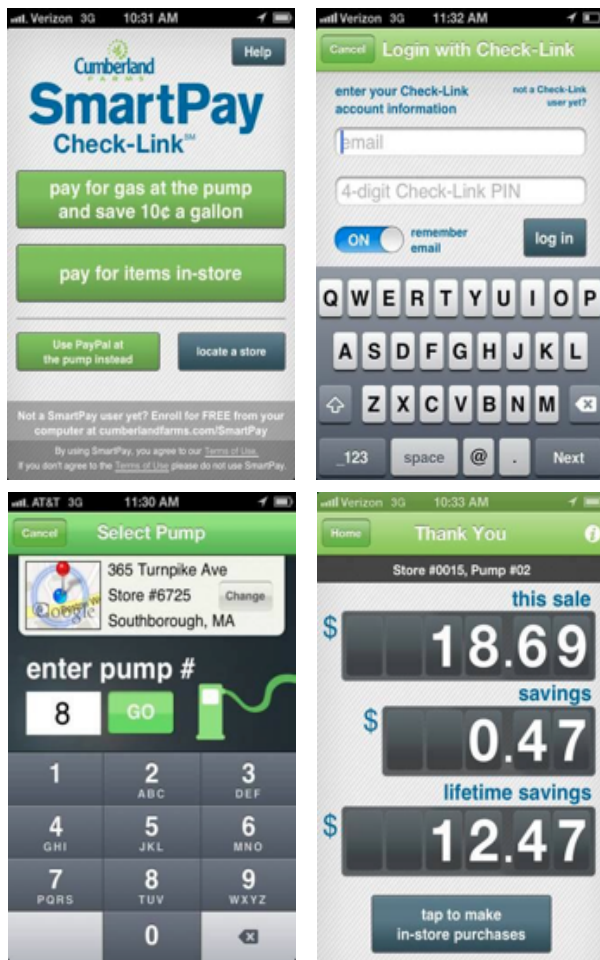 Verizon 3G 10:31 AM
Help
Cumberland
FARMS
SmartPay
Check-Link℠
pay for gas at the pump
and save 10¢ a gallon
pay for items in-store
Use PayPal at
the pump instead
locate a store
Not a SmartPay user yet? Enroll for FREE from your
computer at cumberlandfarms.com/SmartPay
By using SmartPay, you agree to our Terms of Use.
If you don't agree to the Terms of Use please do not use SmartPay.
Verizon 3G 11:32 AM
Cancel Login with Check-Link
enter your Check-Link
account information
not a Check-Link
user yet?
email
4-digit Check-Link PIN
ON
remember
email
log in
Q W E R T Y U I O P
A S D F G H J K L
Z X C V B N M
_123 space @ . Next
AT&T 3G 11:30 AM
Cancel Select Pump
Google
365 Turnpike Ave
Store #6725
Southborough, MA
Change
enter pump #
8 GO
1 2 3
ABC DEF
4 5 6
GHI JKL MNO
7 8 9
PQRS TUV WXYZ
0
Verizon 3G 10:33 AM
Home Thank You i
Store #0015, Pump #02
this sale
$ 18.69
savings
$ 0.47
lifetime savings
$ 12.47
tap to make
in-store purchases